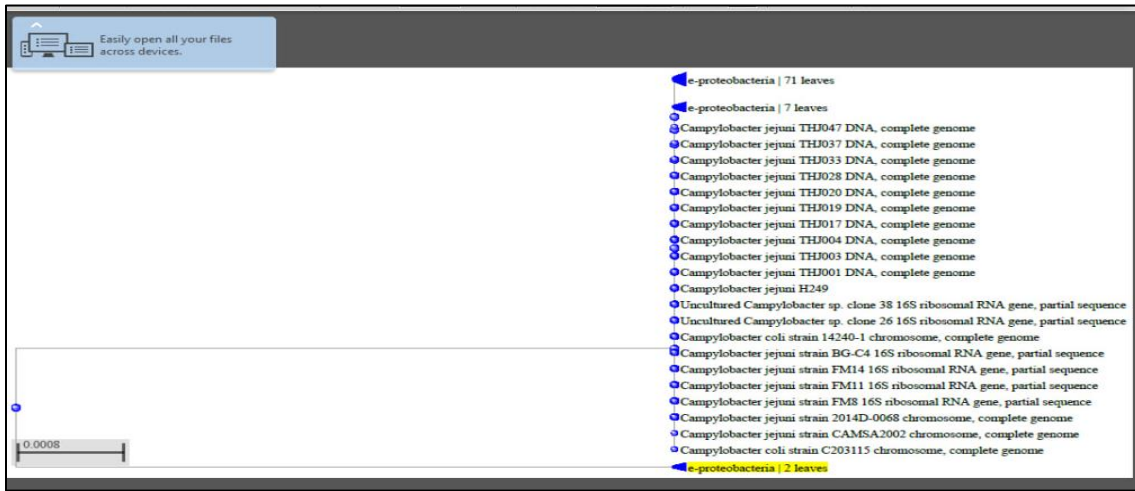 Easily open all your files
across devices.
e-proteobacteria | 71 leaves
e-proteobacteria | 7 leaves
Campylobacter jejuni THJ047 DNA, complete genome
Campylobacter jejuni THJ037 DNA, complete genome
Campylobacter jejuni THJ033 DNA, complete genome
Campylobacter jejuni THJ028 DNA, complete genome
Campylobacter jejuni THJ020 DNA, complete genome
Campylobacter jejuni THJ019 DNA, complete genome
Campylobacter jejuni THJ017 DNA, complete genome
Campylobacter jejuni THJ004 DNA, complete genome
Campylobacter jejuni THJ003 DNA, complete genome
Campylobacter jejuni THJ001 DNA, complete genome
Campylobacter jejuni H249
Uncultured Campylobacter sp. clone 38 16S ribosomal RNA gene, partial sequence
Uncultured Campylobacter sp. clone 26 16S ribosomal RNA gene, partial sequence
Campylobacter coli strain 14240-1 chromosome, complete genome
Campylobacter jejuni strain BG-C4 16S ribosomal RNA gene, partial sequence
Campylobacter jejuni strain FM14 16S ribosomal RNA gene, partial sequence
Campylobacter jejuni strain FM11 16S ribosomal RNA gene, partial sequence
Campylobacter jejuni strain FM8 16S ribosomal RNA gene, partial sequence
Campylobacter jejuni strain 2014D-0068 chromosome, complete genome
Campylobacter jejuni strain CAMSA2002 chromosome, complete genome
Campylobacter coli strain C203115 chromosome, complete genome
e-proteobacteria | 2 leaves
0.0008